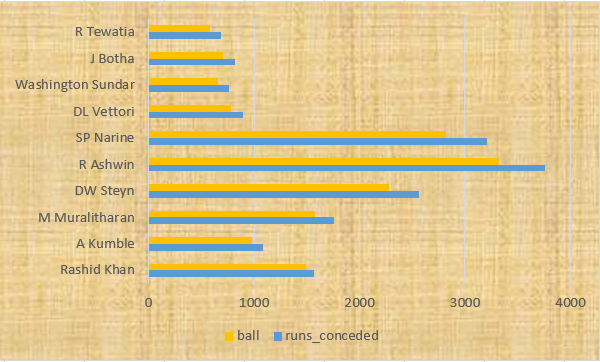 R Tewatia
J Botha
Washington Sundar
DL Vettori
SP Narine
R Ashwin
DW Steyn
M Muralitharan
A Kumble
Rashid Khan
0 1000 2000 3000 4000
ball runs_conceded